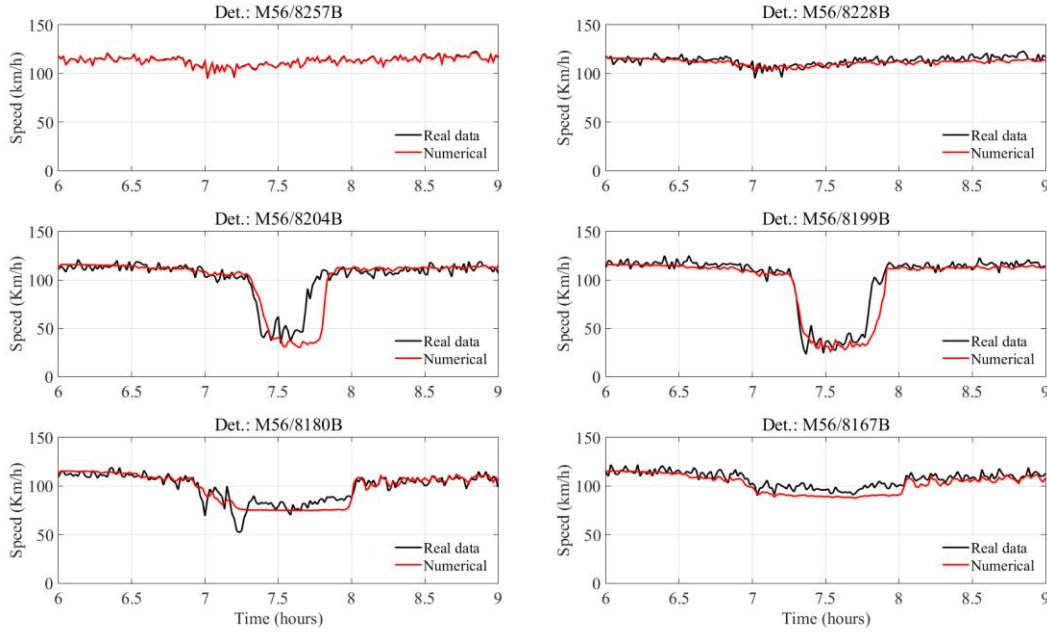 Det.: M56/8257B
150
100
50
0
Speed (km/h)
Real data
Numerical
6 6.5 7 7.5 8 8.5 9
Det.: M56/8228B
150
100
50
0
Speed (Km/h)
Real data
Numerical
6 6.5 7 7.5 8 8.5 9
Det.: M56/8204B
150
100
50
0
Speed (Km/h)
Real data
Numerical
6 6.5 7 7.5 8 8.5 9
Det.: M56/8199B
150
100
50
0
Speed (Km/h)
Real data
Numerical
6 6.5 7 7.5 8 8.5 9
Det.: M56/8180B
150
100
50
0
Speed (Km/h)
Real data
Numerical
6 6.5 7 7.5 8 8.5 9
Time (hours)
Det.: M56/8167B
150
100
50
0
Speed (km/h)
Real data
Numerical
6 6.5 7 7.5 8 8.5 9
Time (hours)